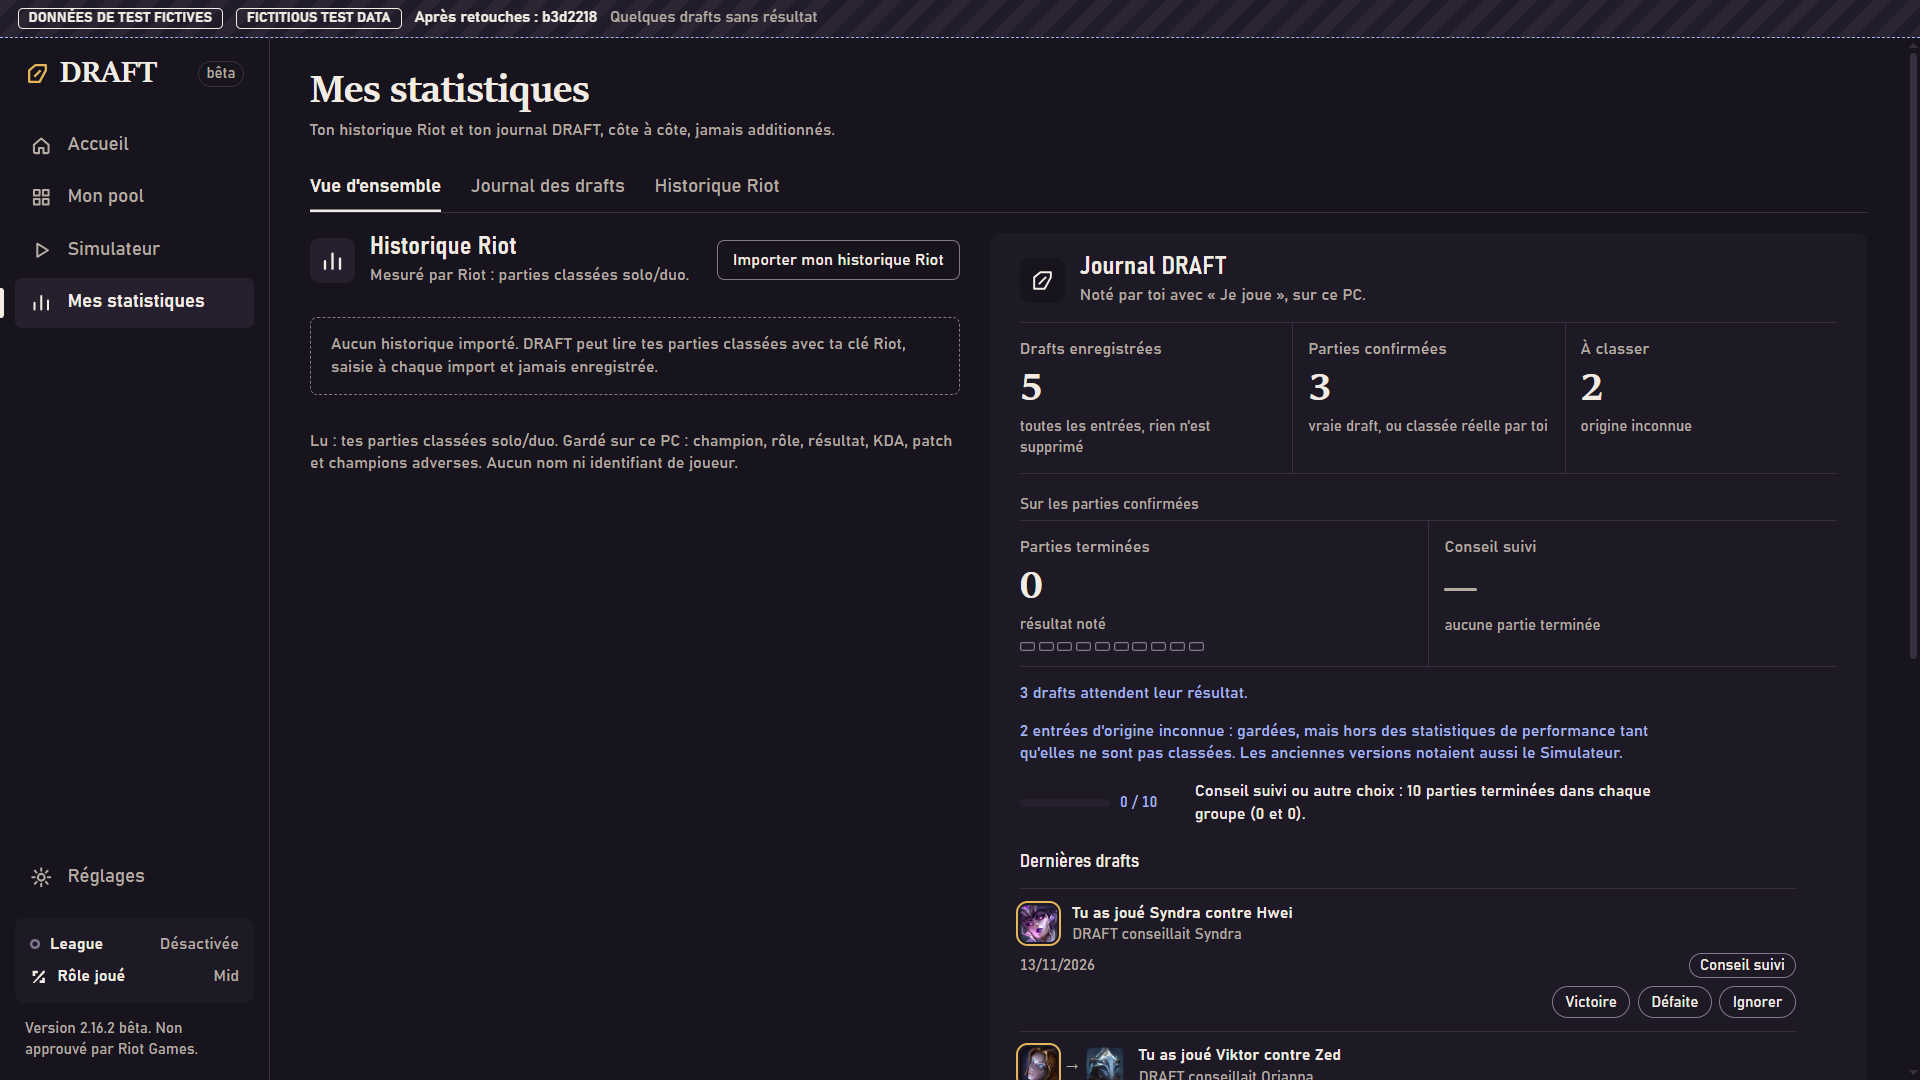 DONNÉES DE TEST FICTIVES
FICTITIOUS TEST DATA
Après retouches : b3d2218
Quelques drafts sans résultat
DRAFT
bêta
Accueil
Mon pool
Simulateur
Mes statistiques
Réglages
League
Désactivée
Rôle joué
Mid
Version 2.16.2 bêta. Non
approuvé par Riot Games.
Mes statistiques
Ton historique Riot et ton journal DRAFT, côte à côte, jamais additionnés.
Vue d'ensemble
Journal des drafts
Historique Riot
Historique Riot
Mesuré par Riot : parties classées solo/duo.
Importer mon historique Riot
Aucun historique importé. DRAFT peut lire tes parties classées avec ta clé Riot,
saisie à chaque import et jamais enregistrée.
Lu : tes parties classées solo/duo. Gardé sur ce PC : champion, rôle, résultat, KDA, patch
et champions adverses. Aucun nom ni identifiant de joueur.
Journal DRAFT
Noté par toi avec « Je joue », sur ce PC.
Drafts enregistrées
5
toutes les entrées, rien n'est
supprimé
Parties confirmées
3
vraie draft, ou classée réelle par toi
À classer
2
origine inconnue
Sur les parties confirmées
Parties terminées
0
résultat noté
Conseil suivi
—
aucune partie terminée
3 drafts attendent leur résultat.
2 entrées d'origine inconnue : gardées, mais hors des statistiques de performance tant
qu'elles ne sont pas classées. Les anciennes versions notaient aussi le Simulateur.
0 / 10
Conseil suivi ou autre choix : 10 parties terminées dans chaque
groupe (0 et 0).
Dernières drafts
Tu as joué Syndra contre Hwei
DRAFT conseillait Syndra
13/11/2026
Conseil suivi
Victoire
Défaite
Ignorer
→
Tu as joué Viktor contre Zed
DRAFT conseillait Orianna